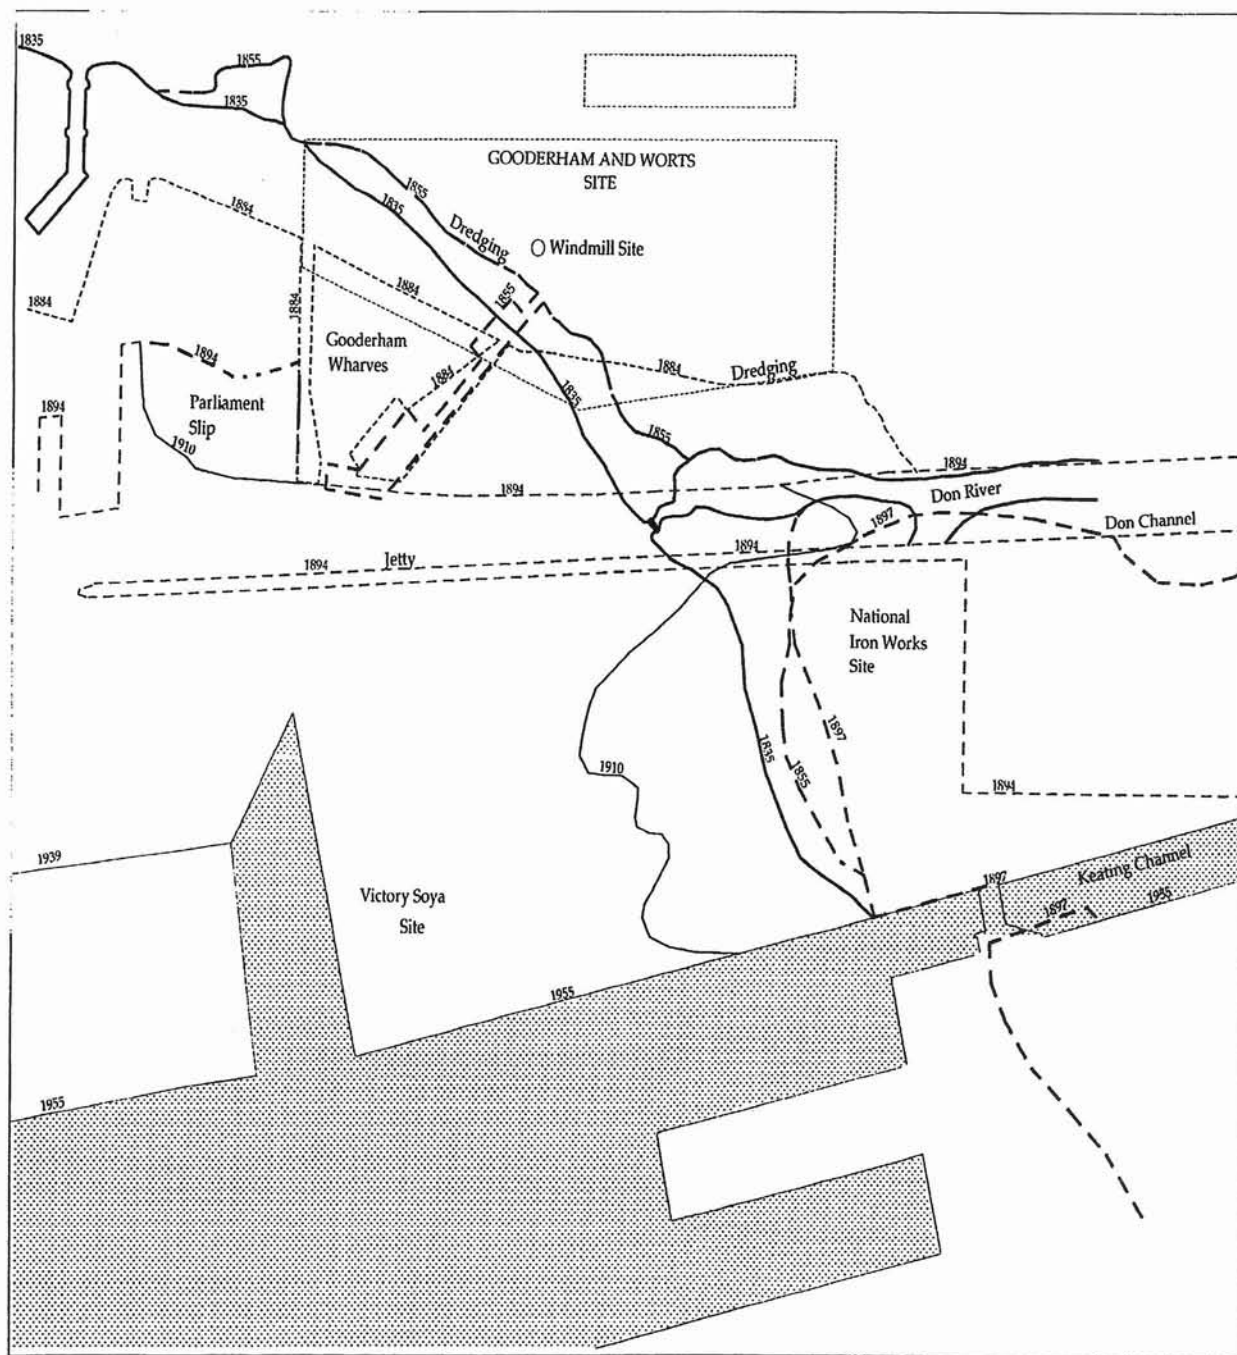 1835
1855
1835
GOODERHAM AND WORTS
SITE
1855
1835
1884
Dredging
Windmill Site
1884
1884
1884
1855
Gooderham
Wharves
1894
1884
Dredging
1884
1835
Parliament
Slip
1894
1910
1855
1894
1894
Don River
1897
Don Channel
1894
Jetty
1894
National
Iron Works
Site
1897
1835
1855
1910
1894
1939
Keating Channel
1897
Victory Soya
Site
1897
1955
1955
1955